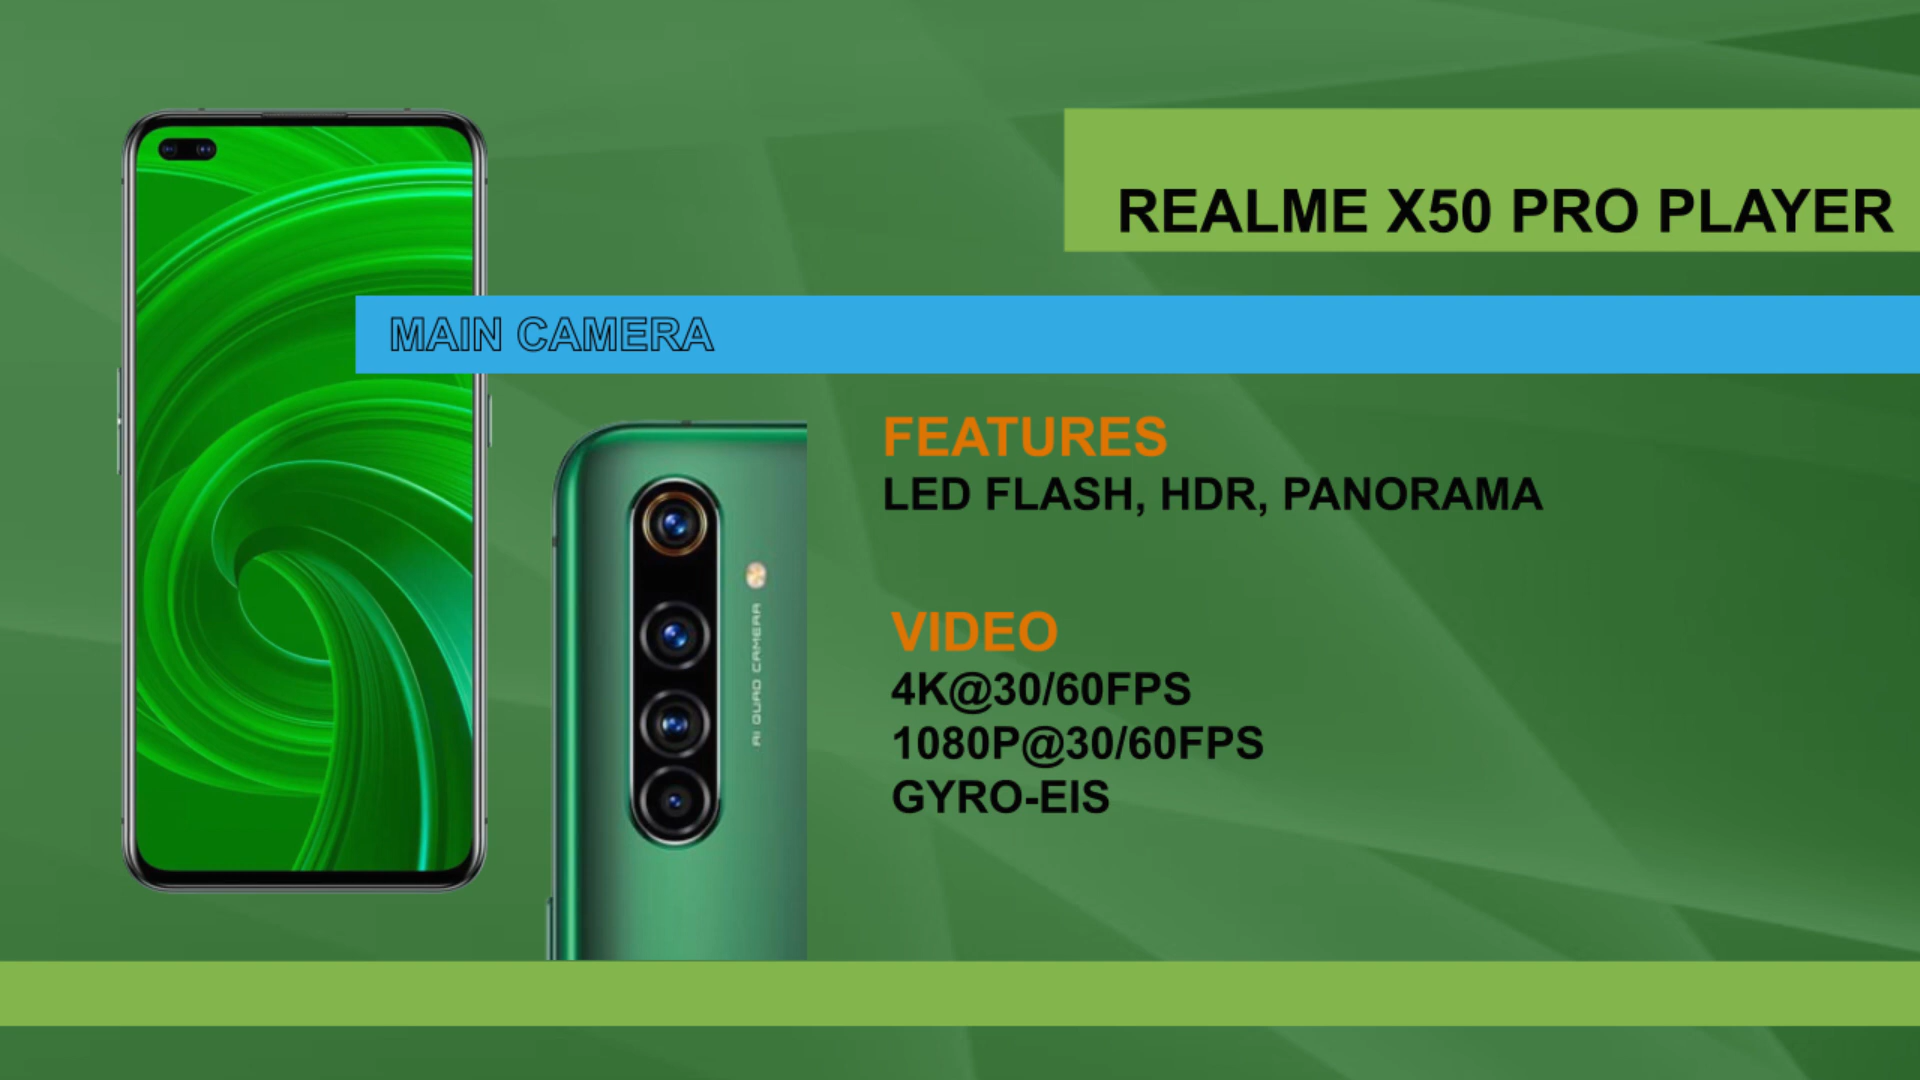 REALME X50 PRO PLAYER
MAIN CAMERA
FEATURES
LED FLASH, HDR, PANORAMA
VIDEO
4K@30/60FPS
1080P@30/60FPS
GYRO-EIS
AI QUAD CAMERA